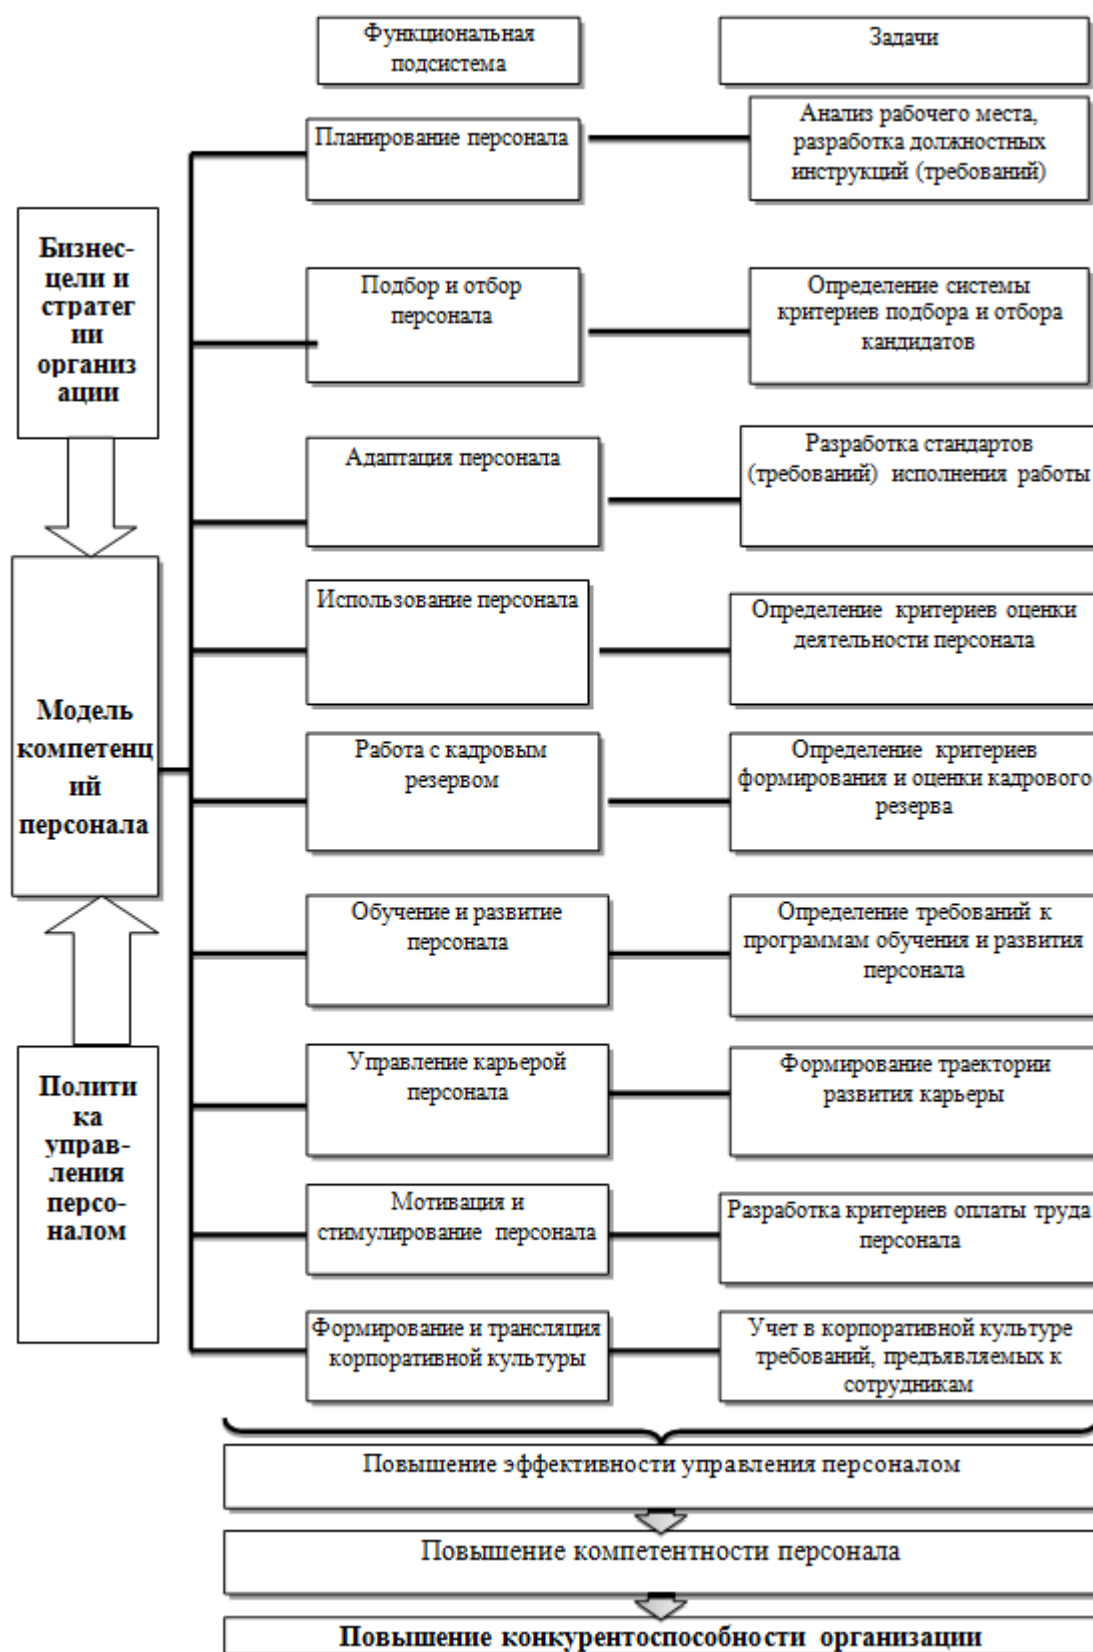 Функциональная
подсистема
Задачи
Планирование персонала
Анализ рабочего места,
разработка должностных
инструкций (требований)
Бизнес-
цели и
стратег
ии
организ
ации
Подбор и отбор
персонала
Определение системы
критериев подбора и отбора
кандидатов
Адаптация персонала
Разработка стандартов
(требований) исполнения работы
Использование персонала
Определение критериев оценки
деятельности персонала
Модель
компетенц
ий
персонала
Работа с кадровым
резервом
Определение критериев
формирования и оценки кадрового
резерва
Обучение и развитие
персонала
Определение требований к
программам обучения и развития
персонала
Полити
ка
управ-
ления
персо-
налом
Управление карьерой
персонала
Формирование траектории
развития карьеры
Мотивация и
стимулирование персонала
Разработка критериев оплаты труда
персонала
Формирование и трансляция
корпоративной культуры
Учет в корпоративной культуре
требований, предъявляемых к
сотрудникам
Повышение эффективности управления персоналом
Повышение компетентности персонала
Повышение конкурентоспособности организации